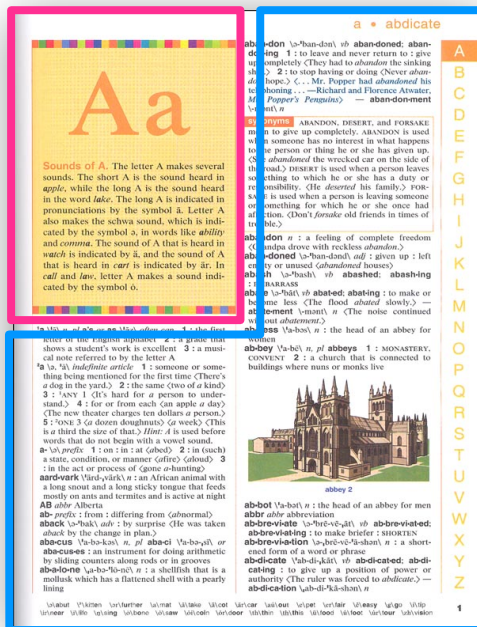 a • abdicate
Aa
Sounds of A. The letter A makes several
sounds. The short A is the sound heard in
apple, while the long A is the sound heard
in the word lake. The long A is indicated in
pronunciations by the symbol ā. Letter A
also makes the schwa sound, which is indi-
cated by the symbol ə, in words like ability
and comma. The sound of A that is heard in
watch is indicated by ä, and the sound of A
that is heard in cart is indicated by är. In
call and law, letter A makes a sound indi-
cated by the symbol ȯ.
letter of the English alphabet 2 : a grade that
shows a student's work is excellent 3 : a musi-
cal note referred to by the letter A
²a \ə, ˈā\ indefinite article 1 : someone or some-
thing being mentioned for the first time 〈There's
a dog in the yard.〉 2 : the same 〈two of a kind〉
3 : ¹ANY 1 〈It's hard for a person to under-
stand.〉 4 : for or from each 〈an apple a day〉
〈The new theater charges ten dollars a person.〉
5 : ¹ONE 3 〈a dozen doughnuts〉 〈a week〉 〈This
is a third the size of that.〉 Hint: A is used before
words that do not begin with a vowel sound.
a- \ə\ prefix 1 : on : in : at 〈abed〉 2 : in (such)
a state, condition, or manner 〈afire〉 〈aloud〉 3
: in the act or process of 〈gone a-hunting〉
aard-vark \ˈärd-ˌvärk\ n : an African animal with
a long snout and a long sticky tongue that feeds
mostly on ants and termites and is active at night
AB abbr Alberta
ab- prefix : from : differing from 〈abnormal〉
aback \ə-ˈbak\ adv : by surprise 〈He was taken
aback by the change in plan.〉
aba-cus \ˈa-bə-kəs\ n, pl aba-ci \ˈa-bə-ˌsī\ or
aba-cus-es : an instrument for doing arithmetic
by sliding counters along rods or in grooves
ab-a-lo-ne \ˌa-bə-ˈlō-nē\ n : a shellfish that is a
mollusk which has a flattened shell with a pearly
lining
\ə-ˈban-dən\ vb aban-doned; aban-
1 : to leave and never return to : give
completely 〈They had to abandon the sinking
2 : to stop having or doing 〈Never aban-
hope.〉 〈. . . Mr. Popper had abandoned his
. . . —Richard and Florence Atwater,
Popper's Penguins〉 — aban-don-ment
n
synonyms ABANDON, DESERT, and FORSAKE
to give up completely. ABANDON is used
someone has no interest in what happens
the person or thing he or she has given up.
abandoned the wrecked car on the side of
road.〉 DESERT is used when a person leaves
to which he or she has a duty or
〈He deserted his family.〉 FOR-
is used when a person is leaving someone
something for which he or she once had
〈Don't forsake old friends in times of
n : a feeling of complete freedom
drove with reckless abandon.〉
\ə-ˈban-dənd\ adj : given up : left
or unused 〈abandoned houses〉
\ə-ˈbash\ vb abashed; abash-ing
\ə-ˈbāt\ vb abat-ed; abat-ing : to make or
less 〈The flood abated slowly.〉 —
\-mənt\ n 〈The noise continued
abatement.〉
\ˈa-bəs\ n : the head of an abbey for
women
ab-bey \ˈa-bē\ n, pl abbeys 1 : MONASTERY,
CONVENT 2 : a church that is connected to
buildings where nuns or monks live
abbey 2
ab-bot \ˈa-bət\ n : the head of an abbey for men
abbr abbr abbreviation
ab-bre-vi-ate \ə-ˈbrē-vē-ˌāt\ vb ab-bre-vi-at-ed;
ab-bre-vi-at-ing : to make briefer : SHORTEN
ab-bre-vi-a-tion \ə-ˌbrē-vē-ˈā-shən\ n : a short-
ened form of a word or phrase
ab-di-cate \ˈab-di-ˌkāt\ vb ab-di-cat-ed; ab-di-
cat-ing : to give up a position of power or
authority 〈The ruler was forced to abdicate.〉 —
ab-di-ca-tion \ˌab-di-ˈkā-shən\ n
A
B
C
D
E
F
G
H
I
J
K
L
M
N
O
P
Q
R
S
T
U
V
W
X
Y
Z
1